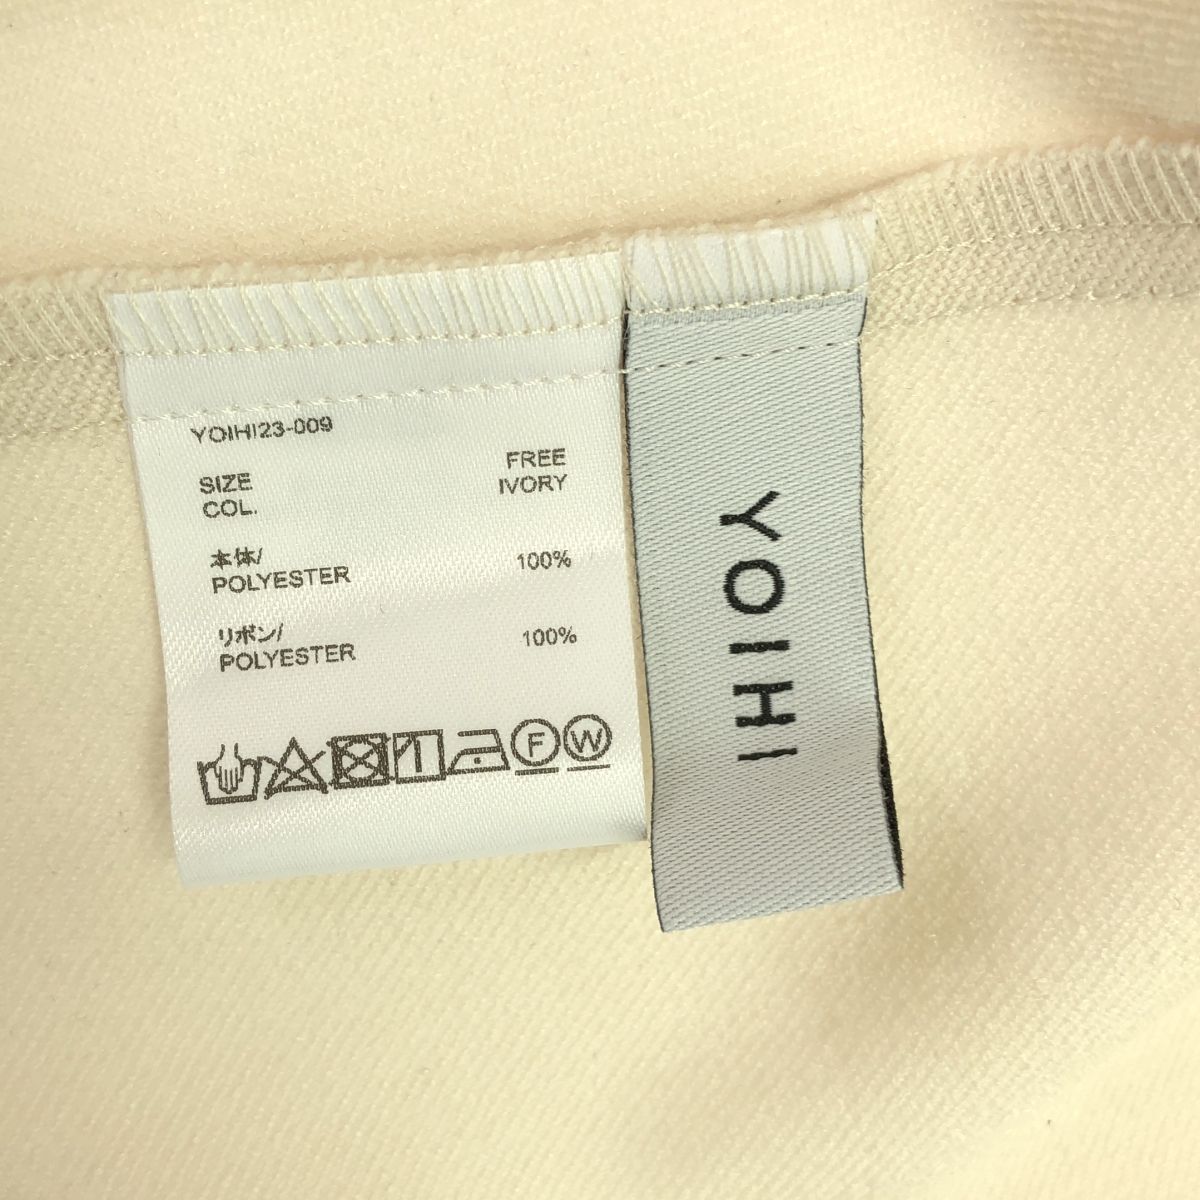 YOIHI23-009
SIZE FREE
COL. IVORY
本体/
POLYESTER 100%
リボン/
POLYESTER 100%
F W
YOIHI